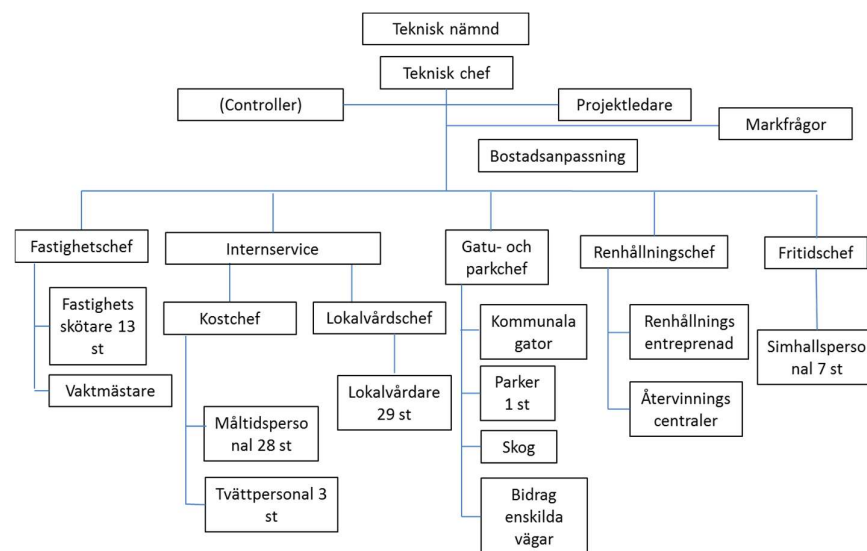 Teknisk nämnd
Teknisk chef
(Controller)
Projektledare
Markfrågor
Bostadsanpassning
Fastighetschef
Internservice
Gatu- och
parkchef
Renhållningschef
Fritidschef
Fastighets
skötare 13
st
Kostchef
Lokalvårdschef
Kommunala
gator
Renhållnings
entreprenad
Simhallsperso
nal 7 st
Vaktmästare
Lokalvårdare
29 st
Parker
1 st
Återvinnings
centraler
Måltidsperso
nal 28 st
Skog
Tvättpersonal 3
st
Bidrag
enskilda
vägar